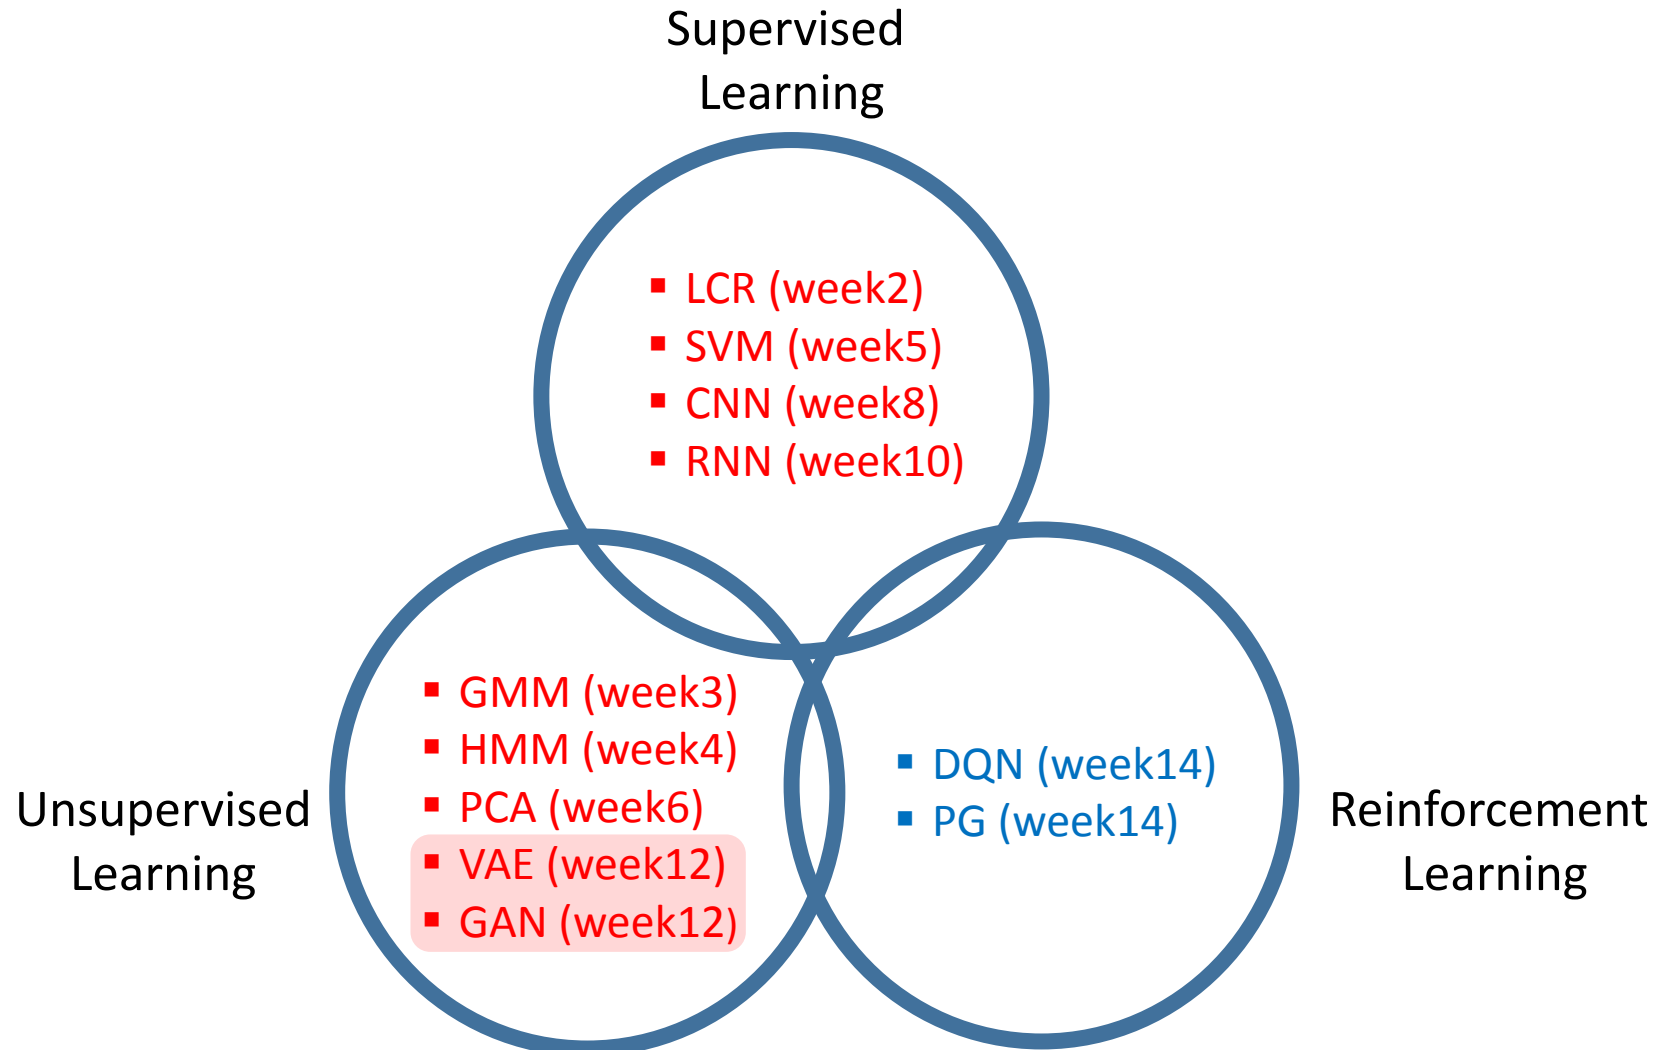 Supervised
Learning
▪ LCR (week2)
▪ SVM (week5)
▪ CNN (week8)
▪ RNN (week10)
Unsupervised
Learning
▪ GMM (week3)
▪ HMM (week4)
▪ PCA (week6)
▪ VAE (week12)
▪ GAN (week12)
▪ DQN (week14)
▪ PG (week14)
Reinforcement
Learning